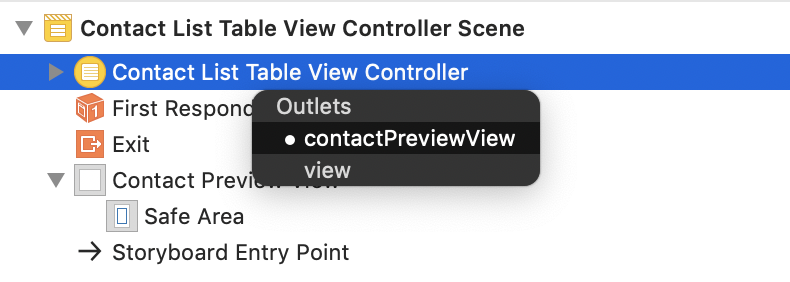 Contact List Table View Controller Scene
Contact List Table View Controller
First Respond
Outlets
contactPreviewView
Exit
view
Contact Preview View
Safe Area
Storyboard Entry Point